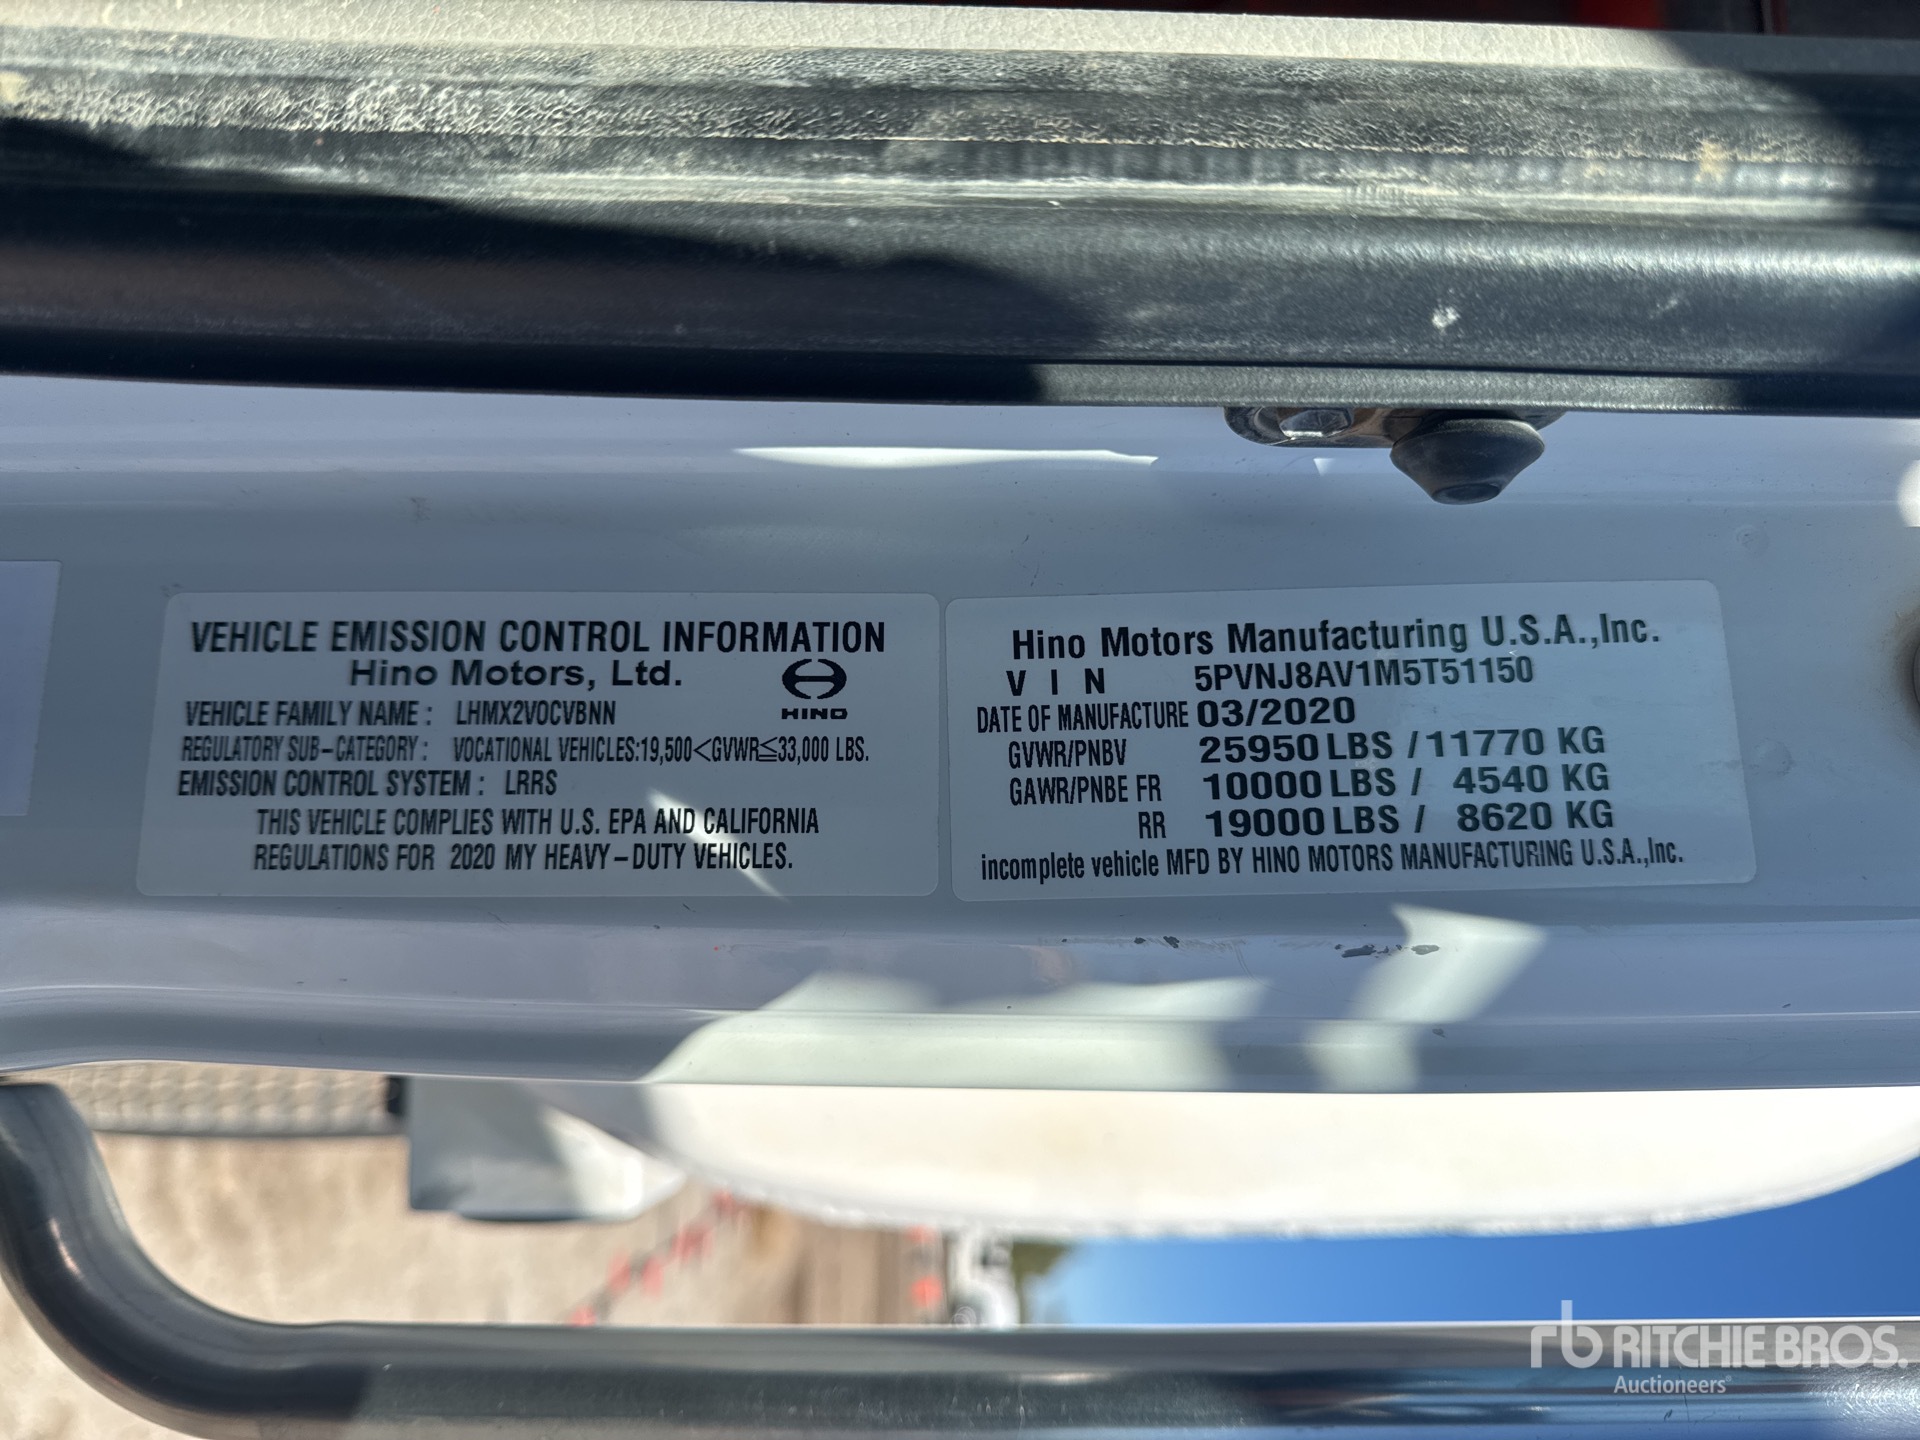 VEHICLE EMISSION CONTROL INFORMATION
Hino Motors, Ltd.
HINO
VEHICLE FAMILY NAME : LHMX2VOCVBNN
REGULATORY SUB-CATEGORY : VOCATIONAL VEHICLES:19,500<GVWR≦33,000 LBS.
EMISSION CONTROL SYSTEM : LRRS
THIS VEHICLE COMPLIES WITH U.S. EPA AND CALIFORNIA
REGULATIONS FOR 2020 MY HEAVY-DUTY VEHICLES.
Hino Motors Manufacturing U.S.A.,Inc.
V I N 5PVNJ8AV1M5T51150
DATE OF MANUFACTURE 03/2020
GVWR/PNBV 25950 LBS / 11770 KG
GAWR/PNBE FR 10000 LBS / 4540 KG
RR 19000 LBS / 8620 KG
incomplete vehicle MFD BY HINO MOTORS MANUFACTURING U.S.A.,Inc.
rb RITCHIE BROS.
Auctioneers